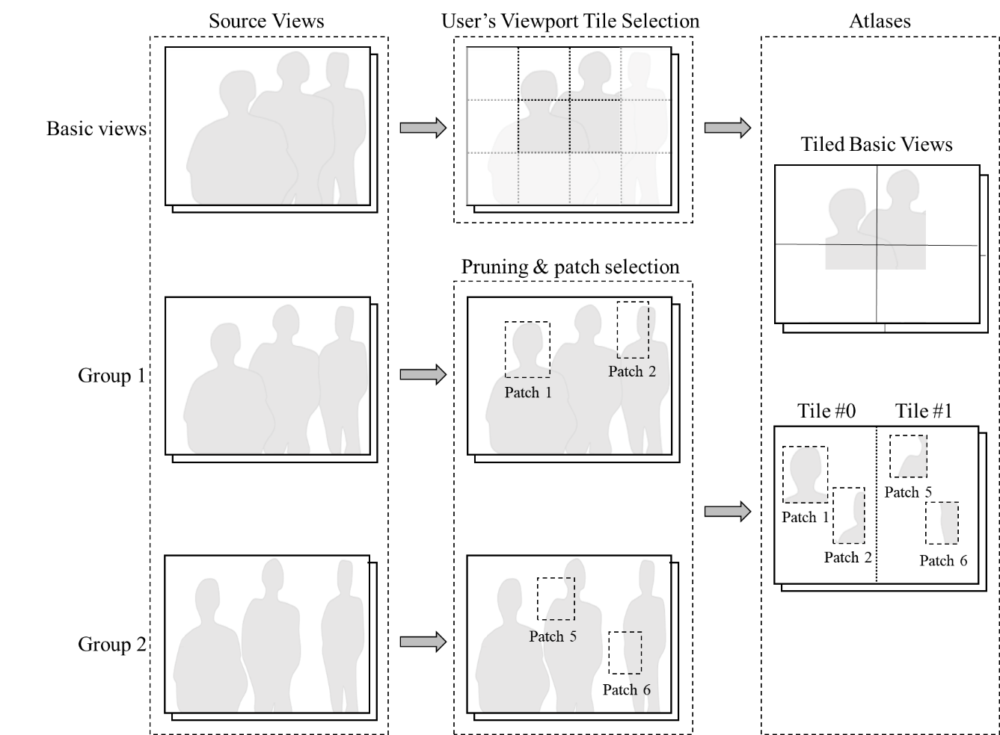 Source Views
User's Viewport Tile Selection
Atlases
Basic views
Tiled Basic Views
Pruning & patch selection
Group 1
Patch 1
Patch 2
Tile #0
Tile #1
Patch 1
Patch 2
Patch 5
Patch 6
Group 2
Patch 5
Patch 6